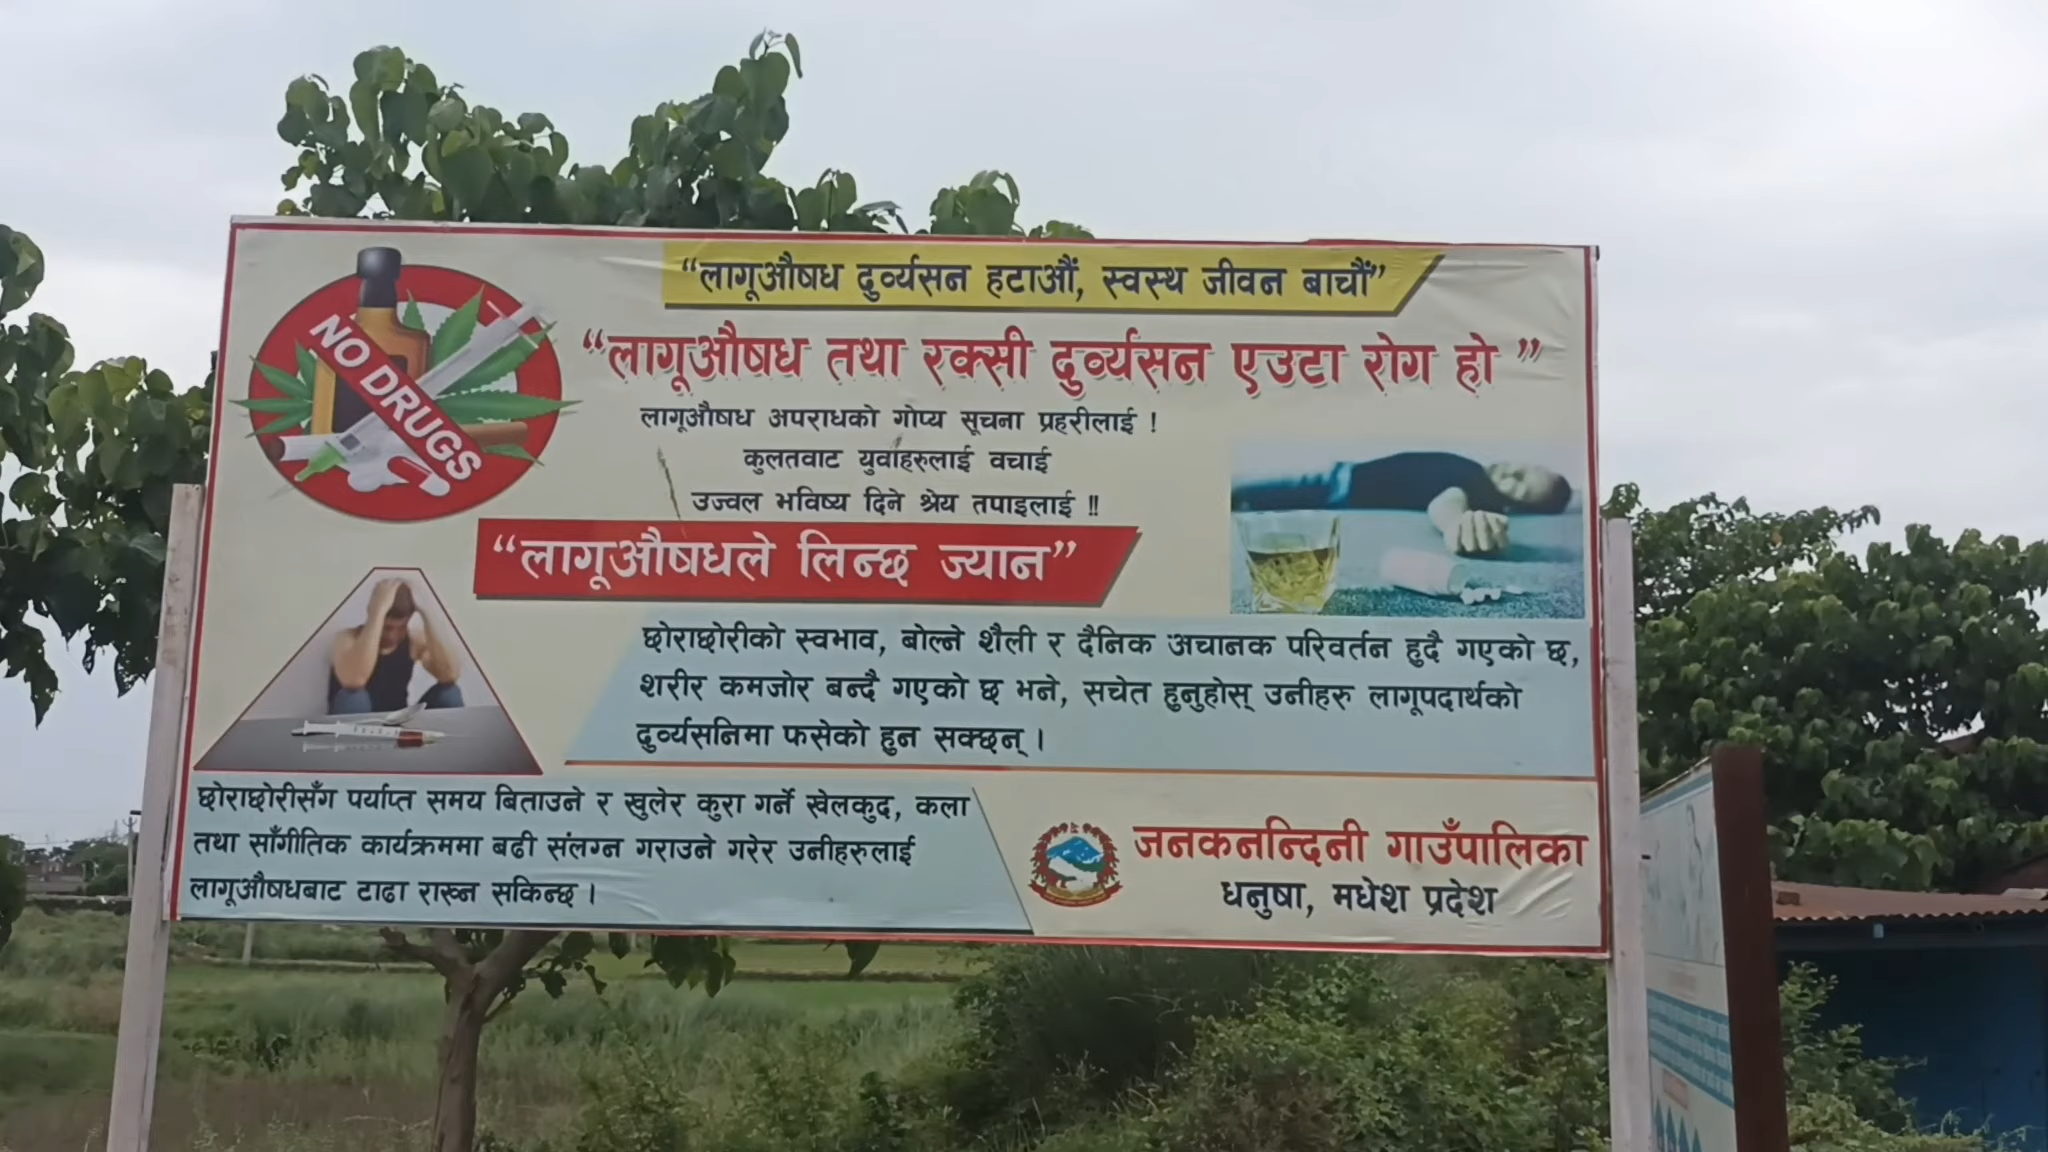 “लागूऔषध दुर्व्यसन हटाऔं, स्वस्थ जीवन बाचौं”
“लागूऔषध तथा रक्सी दुर्व्यसन एउटा रोग हो ”
NO DRUGS
लागूऔषध अपराधको गोप्य सूचना प्रहरीलाई !
कुलतवाट युवाहरुलाई वचाई
उज्वल भविष्य दिने श्रेय तपाइलाई !!
“लागूऔषधले लिन्छ ज्यान”
छोराछोरीको स्वभाव, बोल्ने शैली र दैनिक अचानक परिवर्तन हुदै गएको छ,
शरीर कमजोर बन्दै गएको छ भने, सचेत हुनुहोस् उनीहरु लागूपदार्थको
दुर्व्यसनिमा फसेको हुन सक्छन् ।
छोराछोरीसँग पर्याप्त समय बिताउने र खुलेर कुरा गर्ने खेलकुद, कला
तथा साँगीतिक कार्यक्रममा बढी संलग्न गराउने गरेर उनीहरुलाई
लागूऔषधबाट टाढा राख्न सकिन्छ ।
जनकनन्दिनी गाउँपालिका
धनुषा, मधेश प्रदेश